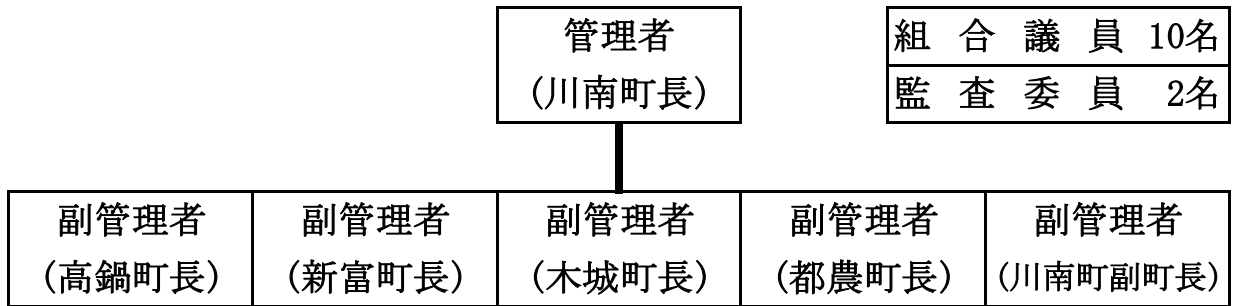 管理者
(川南町長)
組合議員 10名
監査委員 2名
副管理者
(高鍋町長)
副管理者
(新富町長)
副管理者
(木城町長)
副管理者
(都農町長)
副管理者
(川南町副町長)